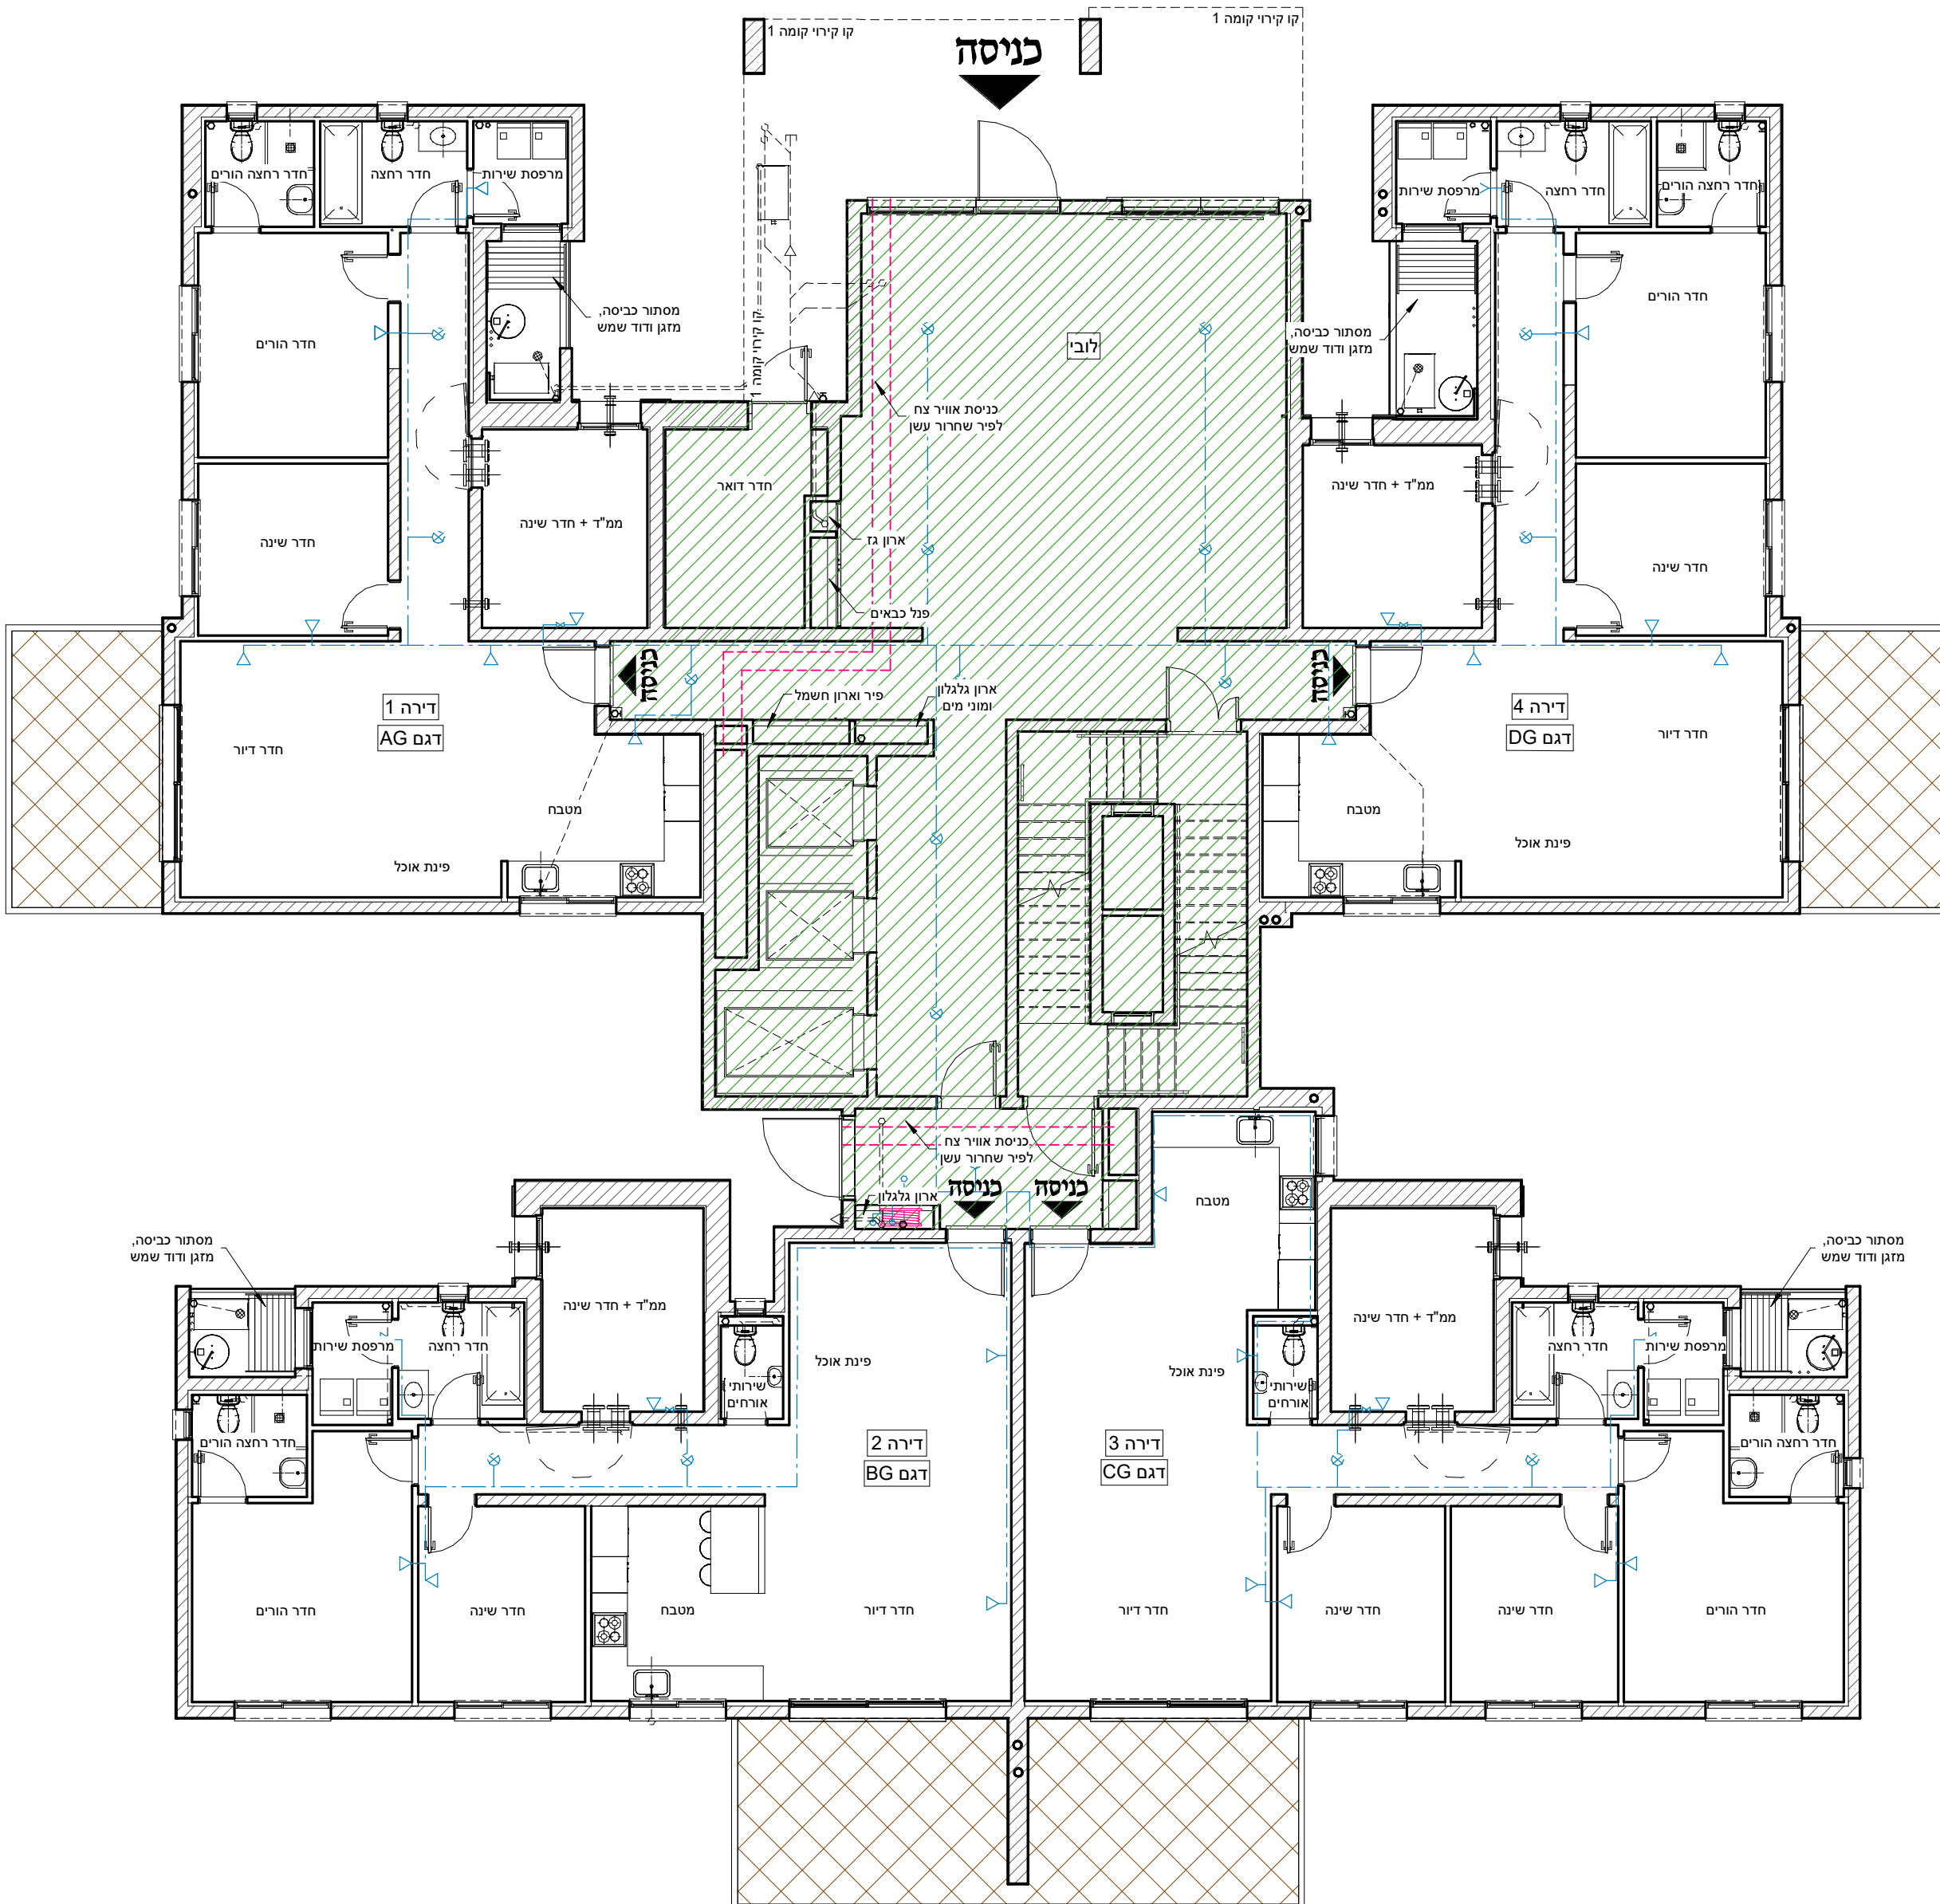 קו קירוי קומה 1
קו קירוי קומה 1
כניסה
חדר רחצה הורים
חדר רחצה
מרפסת שירות
מרפסת שירות
חדר רחצה
חדר רחצה הורים
חדר הורים
מסתור כביסה,
מזגן ודוד שמש
קו קירוי קומה 1
לובי
מסתור כביסה,
מזגן ודוד שמש
חדר הורים
כניסת אוויר צח
לפיר שחרור עשן
חדר שינה
ממ"ד + חדר שינה
חדר דואר
ארון גז
פנל כבאים
ממ"ד + חדר שינה
חדר שינה
כניסה
כניסה
דירה 1
דגם AG
חדר דיור
מטבח
פינת אוכל
פיר וארון חשמל
ארון גלגלון
ומוני מים
דירה 4
דגם DG
חדר דיור
מטבח
פינת אוכל
כניסת אוויר צח
לפיר שחרור עשן
ארון גלגלון
כניסה
כניסה
מסתור כביסה,
מזגן ודוד שמש
מרפסת שירות
חדר רחצה
ממ"ד + חדר שינה
שירותי
אורחים
פינת אוכל
חדר רחצה הורים
דירה 2
דגם BG
חדר הורים
חדר שינה
מטבח
חדר דיור
מטבח
פינת אוכל
שירותי
אורחים
ממ"ד + חדר שינה
חדר רחצה
מרפסת שירות
מסתור כביסה,
מזגן ודוד שמש
חדר רחצה הורים
דירה 3
דגם CG
חדר דיור
חדר שינה
חדר שינה
חדר הורים